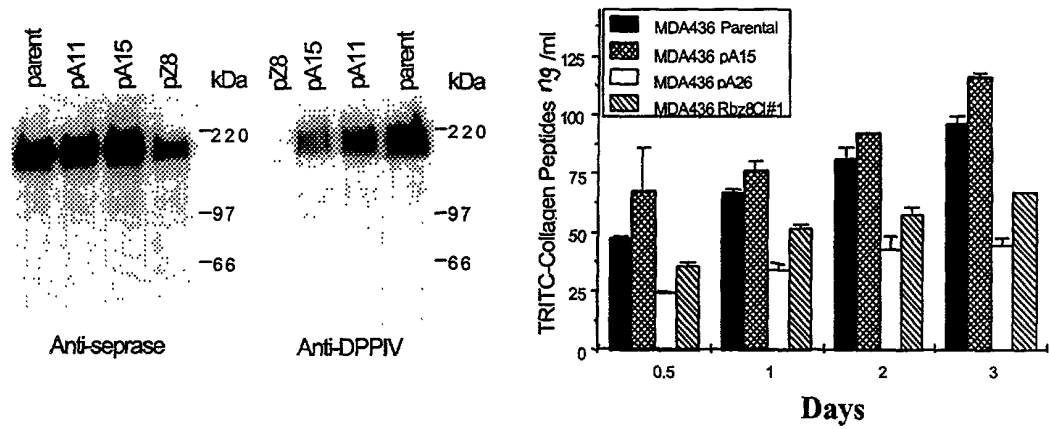 parent
pA11
pA15
pZ8
kDa
220
97
66
Anti-seprase
pZ8
pA15
pA11
parent
kDa
220
97
66
Anti-DPPIV
TRITC-Collagen Peptides ng /ml
125
100
75
50
25
0
MDA436 Parental
MDA436 pA15
MDA436 pA26
MDA436 Rbz8Cl#1
0.5
1
2
3
Days